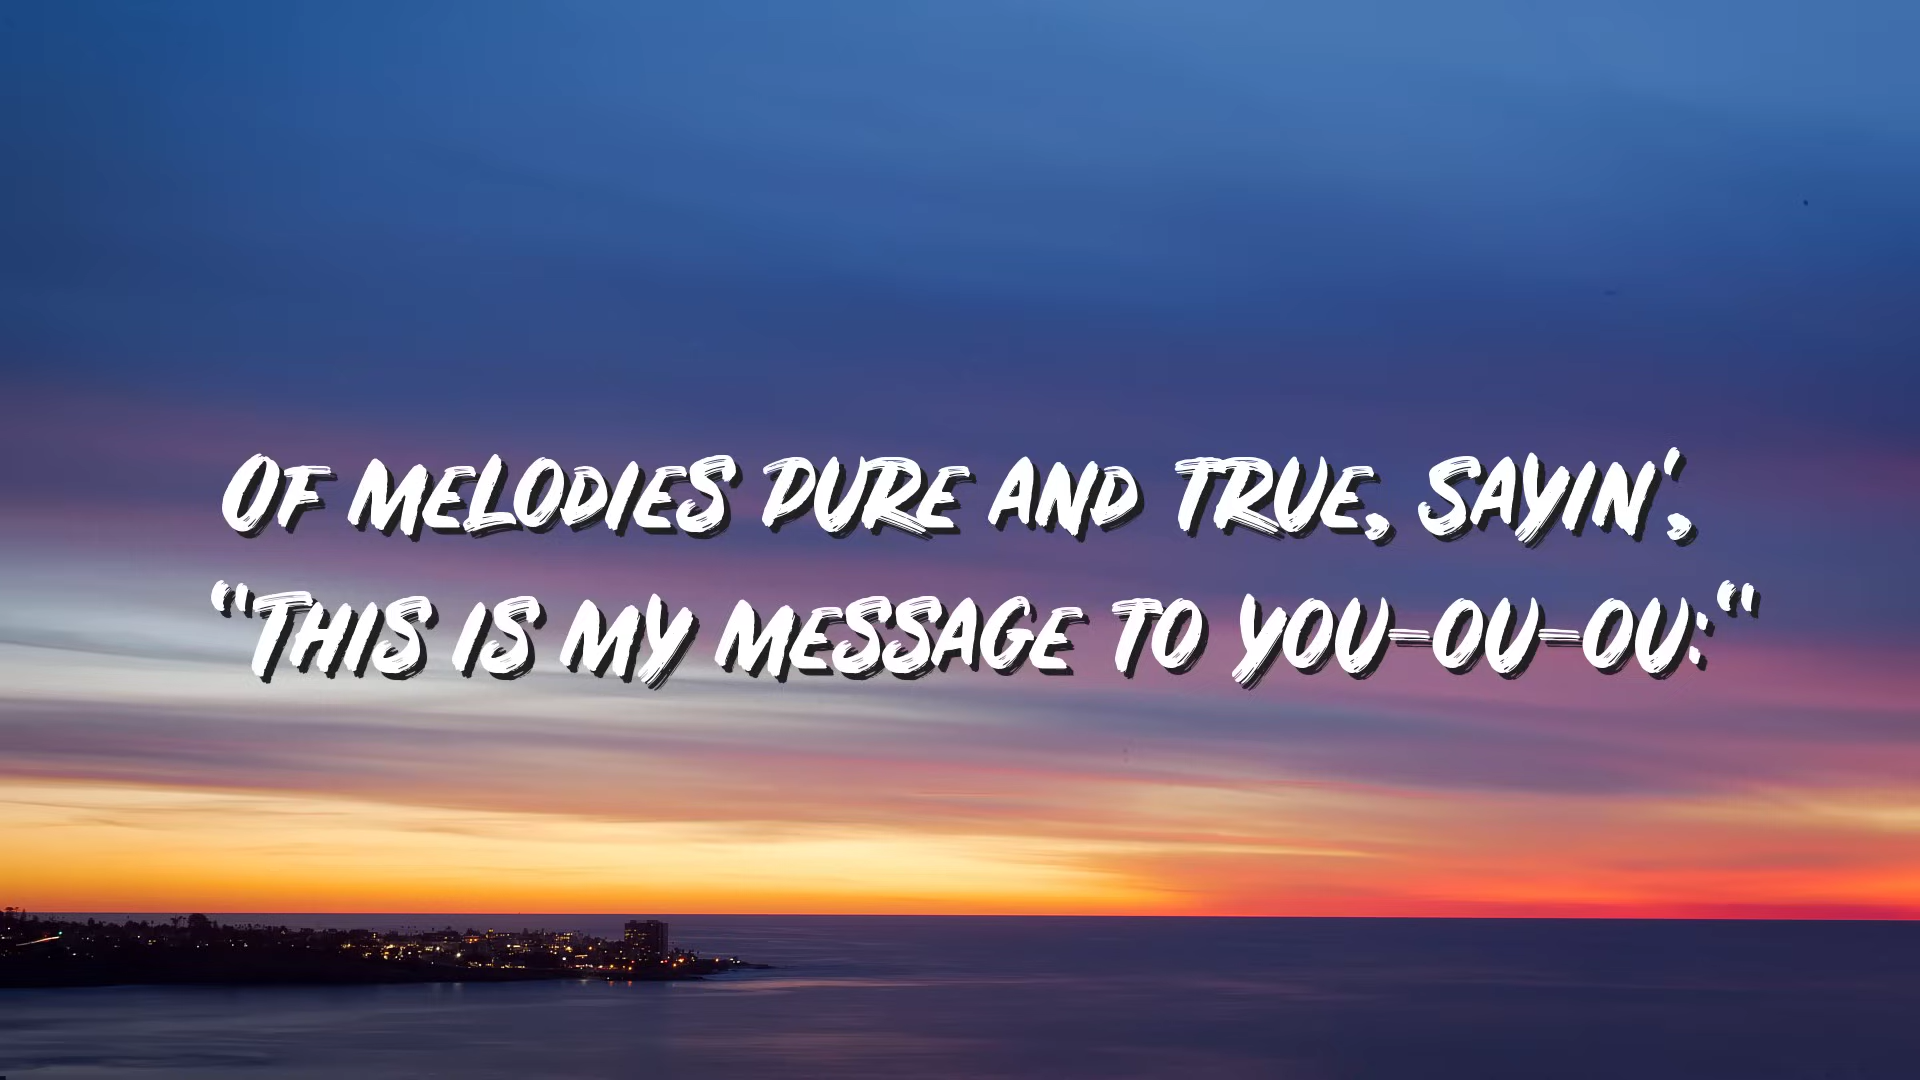 Of melodies pure and true, sayin',
"This is my message to you-ou-ou:"